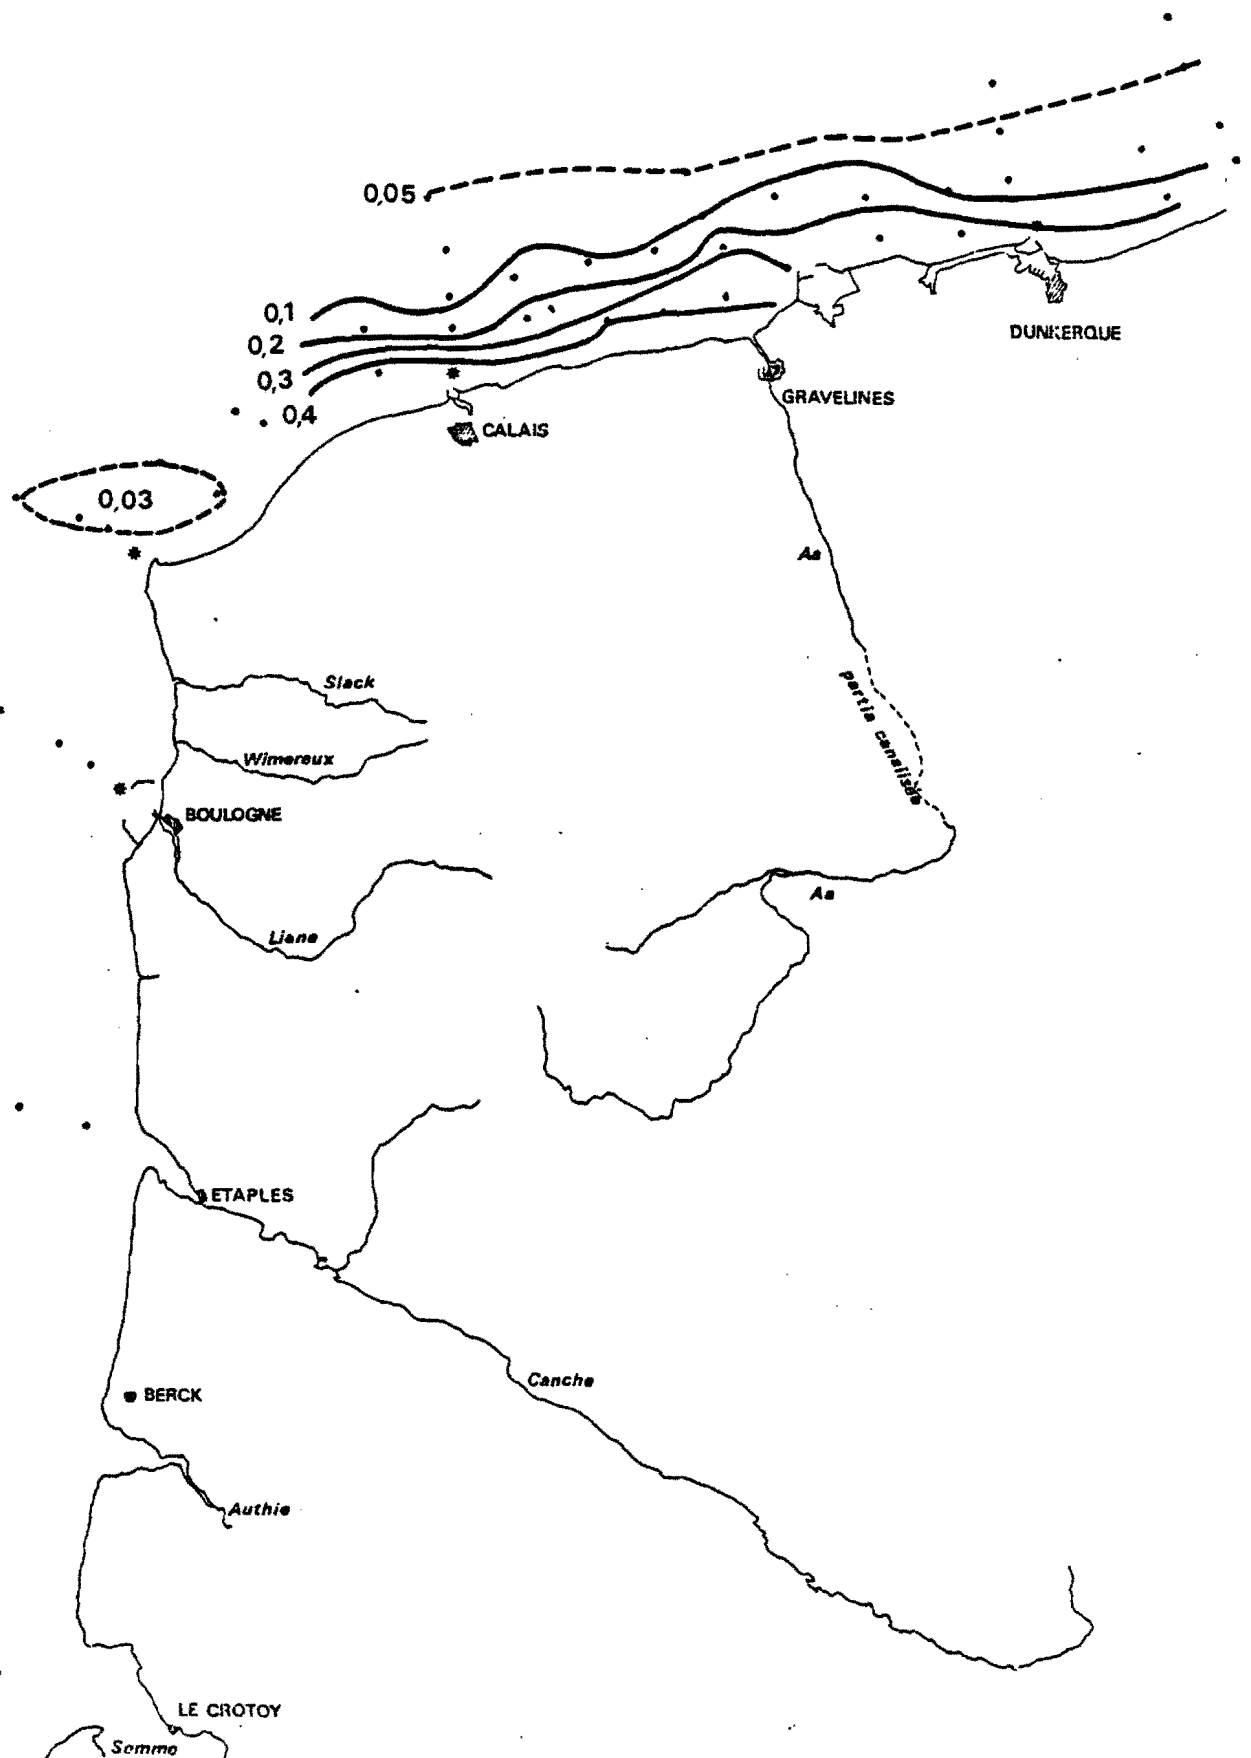 0,05
0,1
0,2
DUNKERQUE
0,3
GRAVELINES
0,4
CALAIS
0,03
Aa
Slack
partie canalisée
Wimereux
BOULOGNE
Aa
Liane
ETAPLES
Canche
BERCK
Authie
LE CROTOY
Somme